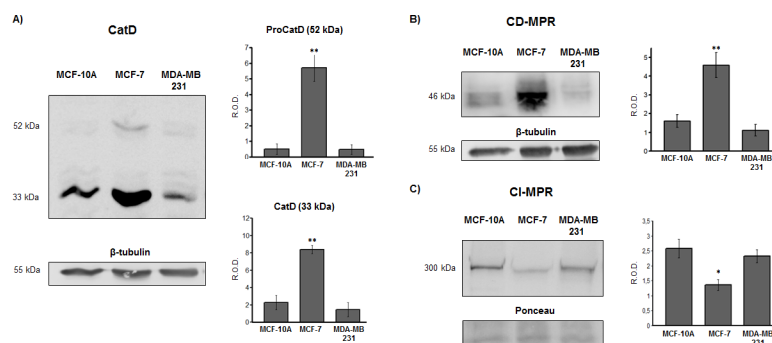 A)
CatD
MCF-10A MCF-7 MDA-MB
231
52 kDa
33 kDa
β-tubulin
55 kDa
ProCatD (52 kDa)
R.O.D.
7
6
5
4
3
2
1
0
**
MCF-10A MCF-7 MDA-MB
231
CatD (33 kDa)
R.O.D.
12
10
8
6
4
2
0
**
MCF-10A MCF-7 MDA-MB
231
B)
CD-MPR
MCF-10A MCF-7 MDA-MB
231
46 kDa
β-tubulin
55 kDa
R.O.D.
5
4
3
2
1
0
**
MCF-10A MCF-7 MDA-MB
231
C)
CI-MPR
MCF-10A MCF-7 MDA-MB
231
300 kDa
Ponceau
R.O.D.
3,5
3
2,5
2
1,5
1
0,5
0
*
MCF-10A MCF-7 MDA-MB
231